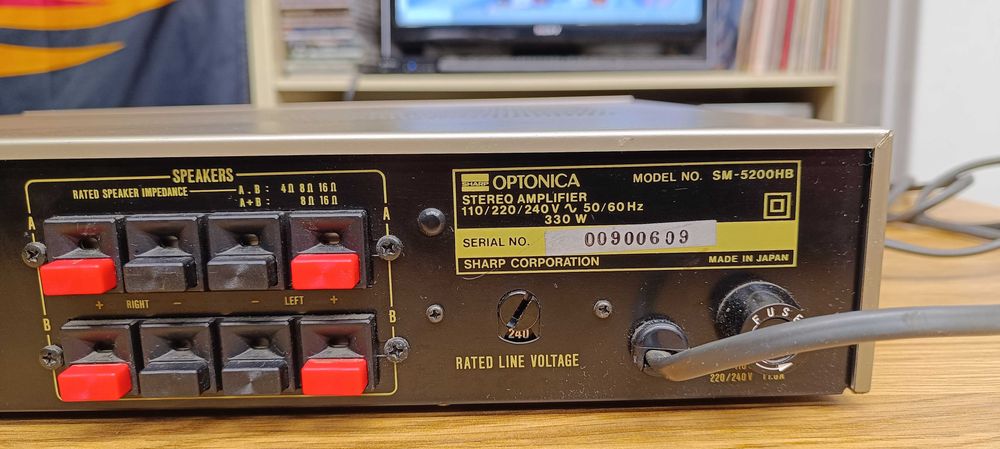 SPEAKERS
RATED SPEAKER IMPEDANCE A . B : 4Ω 8Ω 16Ω
A + B : 8Ω 16Ω
A A
+ RIGHT - - LEFT +
B B
SHARP OPTONICA MODEL NO. SM-5200HB
STEREO AMPLIFIER
110/220/240V ∿ 50/60Hz
330 W
SERIAL NO. 00900609
SHARP CORPORATION MADE IN JAPAN
240
RATED LINE VOLTAGE
FUSE
220/240V